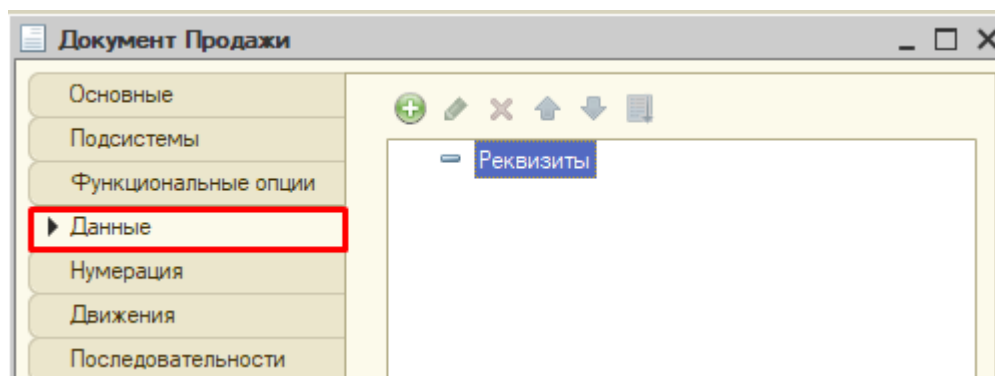 Документ Продажи
Основные
Подсистемы
Функциональные опции
Данные
Нумерация
Движения
Последовательности
Реквизиты